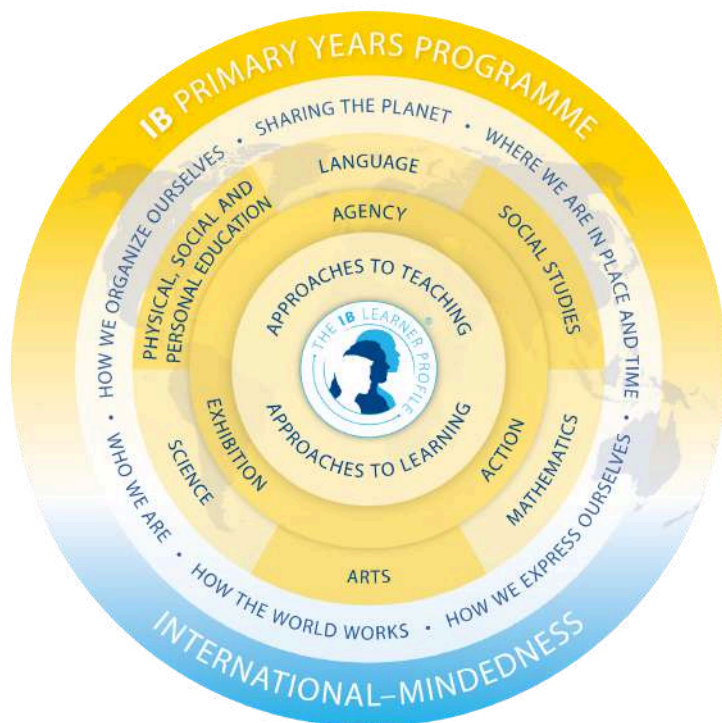 IB PRIMARY YEARS PROGRAMME
HOW WE ORGANIZE OURSELVES • SHARING THE PLANET • WHERE WE ARE IN PLACE AND TIME •
LANGUAGE
PHYSICAL, SOCIAL AND
PERSONAL EDUCATION
SOCIAL STUDIES
AGENCY
APPROACHES TO TEACHING
THE IB LEARNER PROFILE
®
APPROACHES TO LEARNING
EXHIBITION
ACTION
SCIENCE
MATHEMATICS
ARTS
• WHO WE ARE • HOW THE WORLD WORKS • HOW WE EXPRESS OURSELVES
INTERNATIONAL–MINDEDNESS